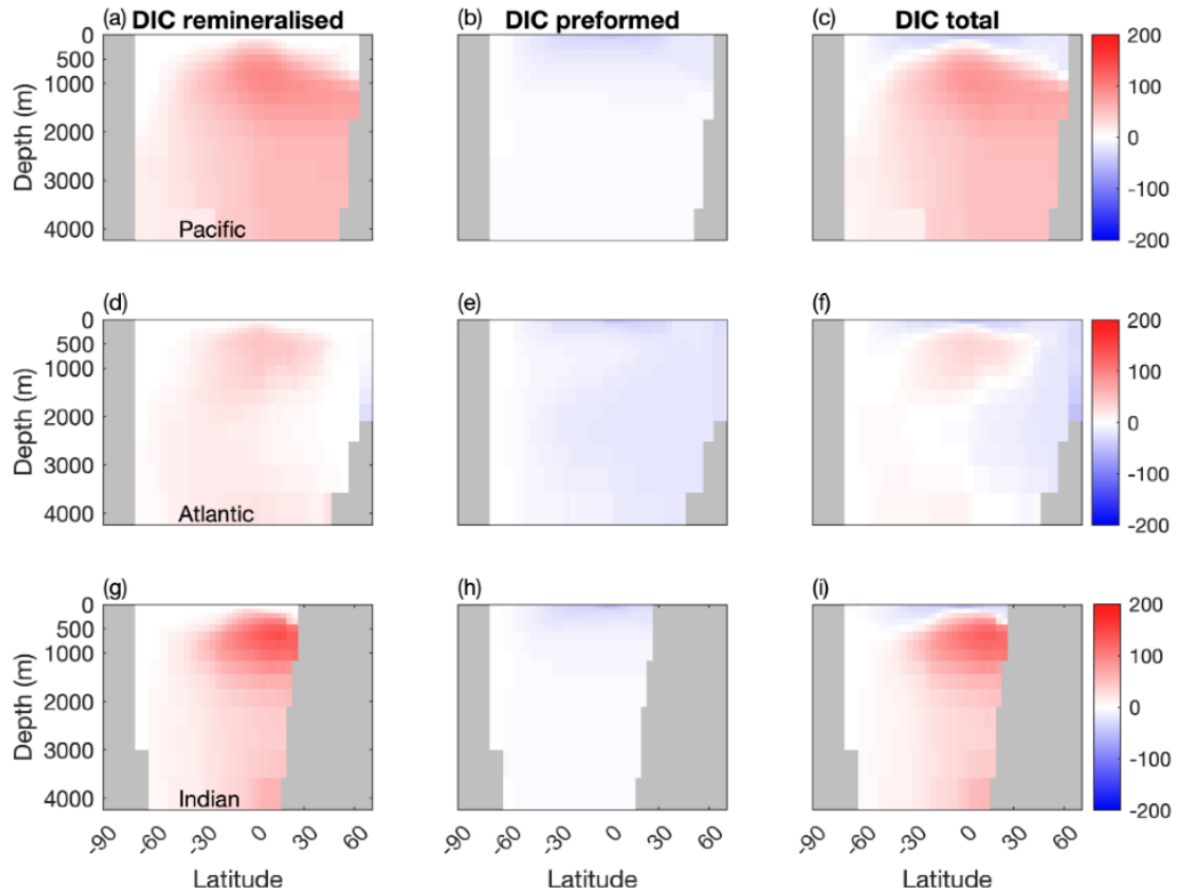 (a) DIC remineralised
(b) DIC preformed
(c) DIC total
Depth (m)
0
500
1000
2000
3000
4000
Pacific
200
100
0
-100
-200
(d)
(e)
(f)
Depth (m)
0
500
1000
2000
3000
4000
Atlantic
200
100
0
-100
-200
(g)
(h)
(i)
Depth (m)
0
500
1000
2000
3000
4000
Indian
200
100
0
-100
-200
-90 -60 -30 0 30 60
-90 -60 -30 0 30 60
-90 -60 -30 0 30 60
Latitude
Latitude
Latitude